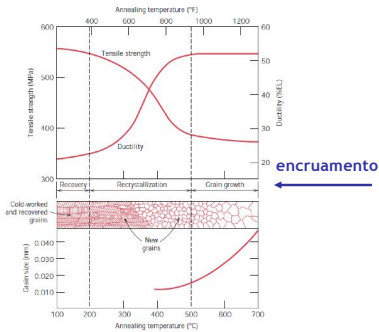 Annealing temperature (°F)
400 600 800 1000 1200
600 60
Tensile strength
500 50
Tensile strength (MPa)
40
Ductility (%EL)
400
30
Ductility
300
20
encruamento
Recovery Recrystallization Grain growth
Cold-worked
and recovered
grains
New
grains
0.040
0.030
0.020
0.010
Grain size (mm)
100 200 300 400 500 600 700
Annealing temperature (°C)